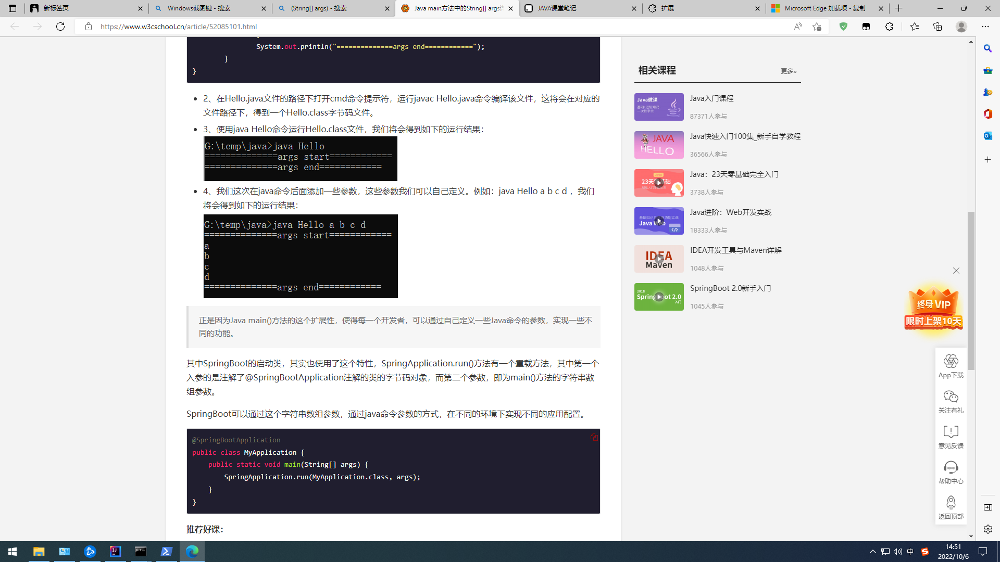 新标签页
Windows截图键 - 搜索
(String[] args) - 搜索
Java main方法中的String[] args
JAVA课堂笔记
扩展
Microsoft Edge 加载项 - 复制
https://www.w3cschool.cn/article/52085101.html
System.out.println("==============args end============");
}
}
2、在Hello.java文件的路径下打开cmd命令提示符，运行javac Hello.java命令编译该文件，这将会在对应的
文件路径下，得到一个Hello.class字节码文件。
3、使用java Hello命令运行Hello.class文件，我们将会得到如下的运行结果：
G:\temp\java>java Hello
==============args start============
==============args end============
4、我们这次在java命令后面添加一些参数，这些参数我们可以自己定义。例如：java Hello a b c d ，我们
将会得到如下的运行结果：
G:\temp\java>java Hello a b c d
==============args start============
a
b
c
d
==============args end============
正是因为Java main()方法的这个扩展性，使得每一个开发者，可以通过自己定义一些Java命令的参数，实现一些不
同的功能。
其中SpringBoot的启动类，其实也使用了这个特性，SpringApplication.run()方法有一个重载方法，其中第一个
入参的是注解了@SpringBootApplication注解的类的字节码对象，而第二个参数，即为main()方法的字符串数
组参数。
SpringBoot可以通过这个字符串数组参数，通过java命令参数的方式，在不同的环境下实现不同的应用配置。
@SpringBootApplication
public class MyApplication {
public static void main(String[] args) {
SpringApplication.run(MyApplication.class, args);
}
}
推荐好课：
相关课程
更多»
Java微课
基础+进阶知识
一次性学完
Java入门课程
87371人参与
JAVA
HELLO
Java快速入门100集_新手自学教程
36566人参与
Java：23天零基础完全入门
3738人参与
Java Web
Java进阶：Web开发实战
18333人参与
IDEA
Maven
IDEA开发工具与Maven详解
1048人参与
2018
SpringBoot 2.0
入门
SpringBoot 2.0新手入门
1045人参与
终身VIP
限时上架10天
App下载
关注有礼
意见反馈
帮助中心
返回顶部
中
14:51
2022/10/6